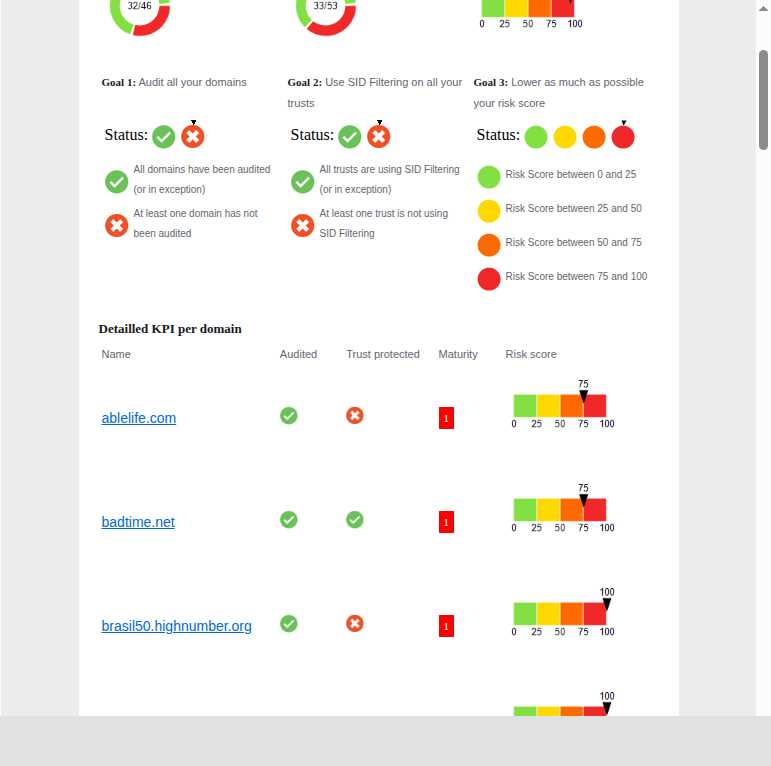 32/46 33/53
0 25 50 75 100
Goal 1: Audit all your domains
Goal 2: Use SID Filtering on all your
trusts
Goal 3: Lower as much as possible
your risk score
Status:
Status:
Status:
All domains have been audited
(or in exception)
At least one domain has not
been audited
All trusts are using SID Filtering
(or in exception)
At least one trust is not using
SID Filtering
Risk Score between 0 and 25
Risk Score between 25 and 50
Risk Score between 50 and 75
Risk Score between 75 and 100
Detailled KPI per domain
Name Audited Trust protected Maturity Risk score
75
ablelife.com 1
0 25 50 75 100
75
badtime.net 1
0 25 50 75 100
100
brasil50.highnumber.org 1
0 25 50 75 100
100